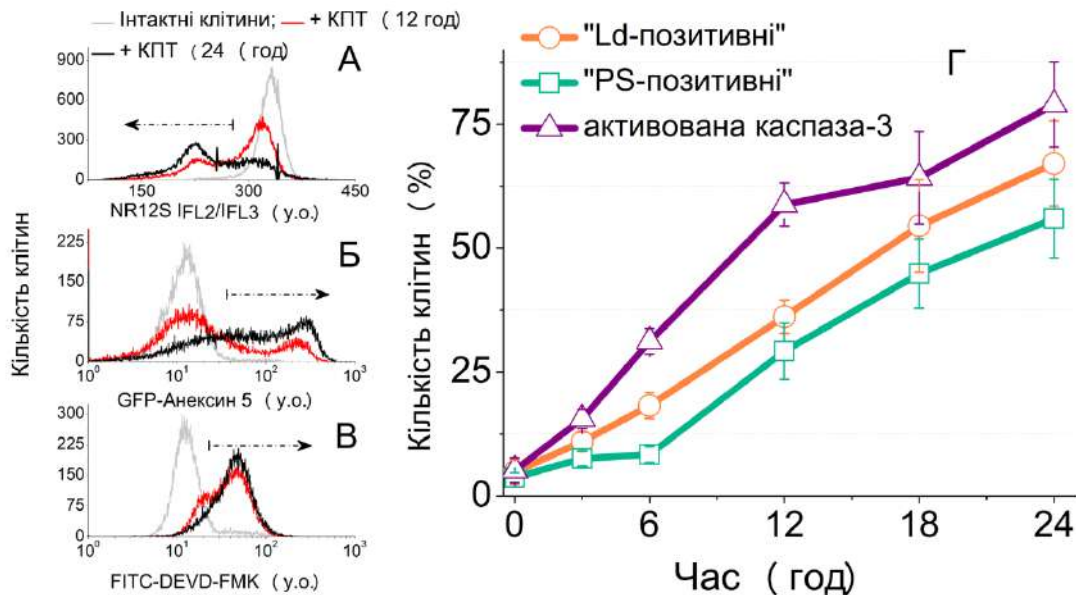 Інтактні клітини; + КПТ (12 год)
+ КПТ (24 ( год)
А
Кількість клітин
900
600
300
0
150 300 450
NR12S IFL2/IFL3 (у.о.)
Б
225
150
75
0
10⁰ 10¹ 10² 10³
GFP-Анексин 5 (у.о.)
В
300
225
150
75
0
10⁰ 10¹ 10² 10³
FITC-DEVD-FMK (у.о.)
"Ld-позитивні"
"PS-позитивні"
активована каспаза-3
Г
Кількість клітин (%)
75
50
25
0
0 6 12 18 24
Час (год)